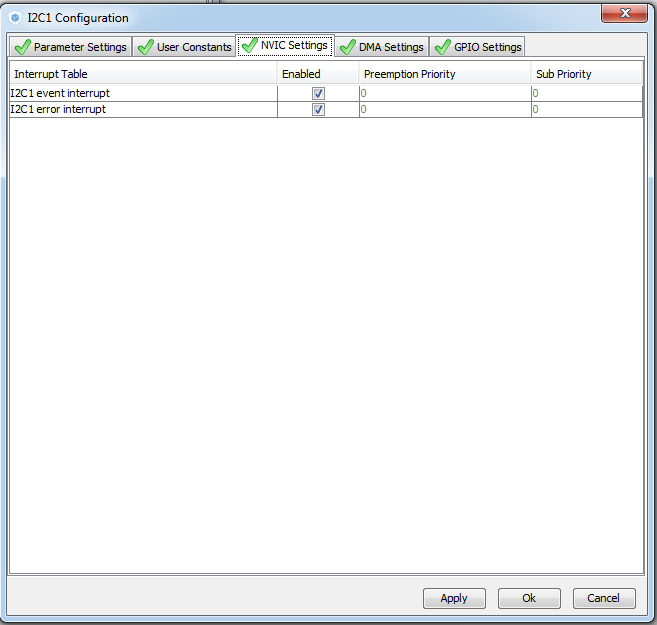 I2C1 Configuration
Parameter Settings User Constants NVIC Settings DMA Settings GPIO Settings
Interrupt Table Enabled Preemption Priority Sub Priority
I2C1 event interrupt 0 0
I2C1 error interrupt 0 0
Apply Ok Cancel